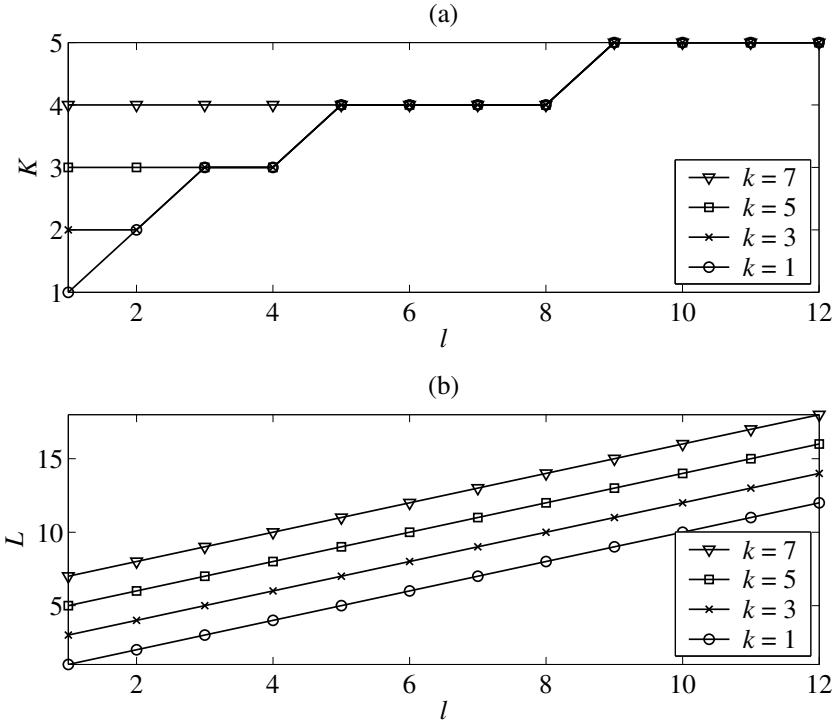 (a)
5
4
3
2
1
K
2 4 6 8 10 12
l
k = 7
k = 5
k = 3
k = 1
(b)
15
10
5
L
2 4 6 8 10 12
l
k = 7
k = 5
k = 3
k = 1